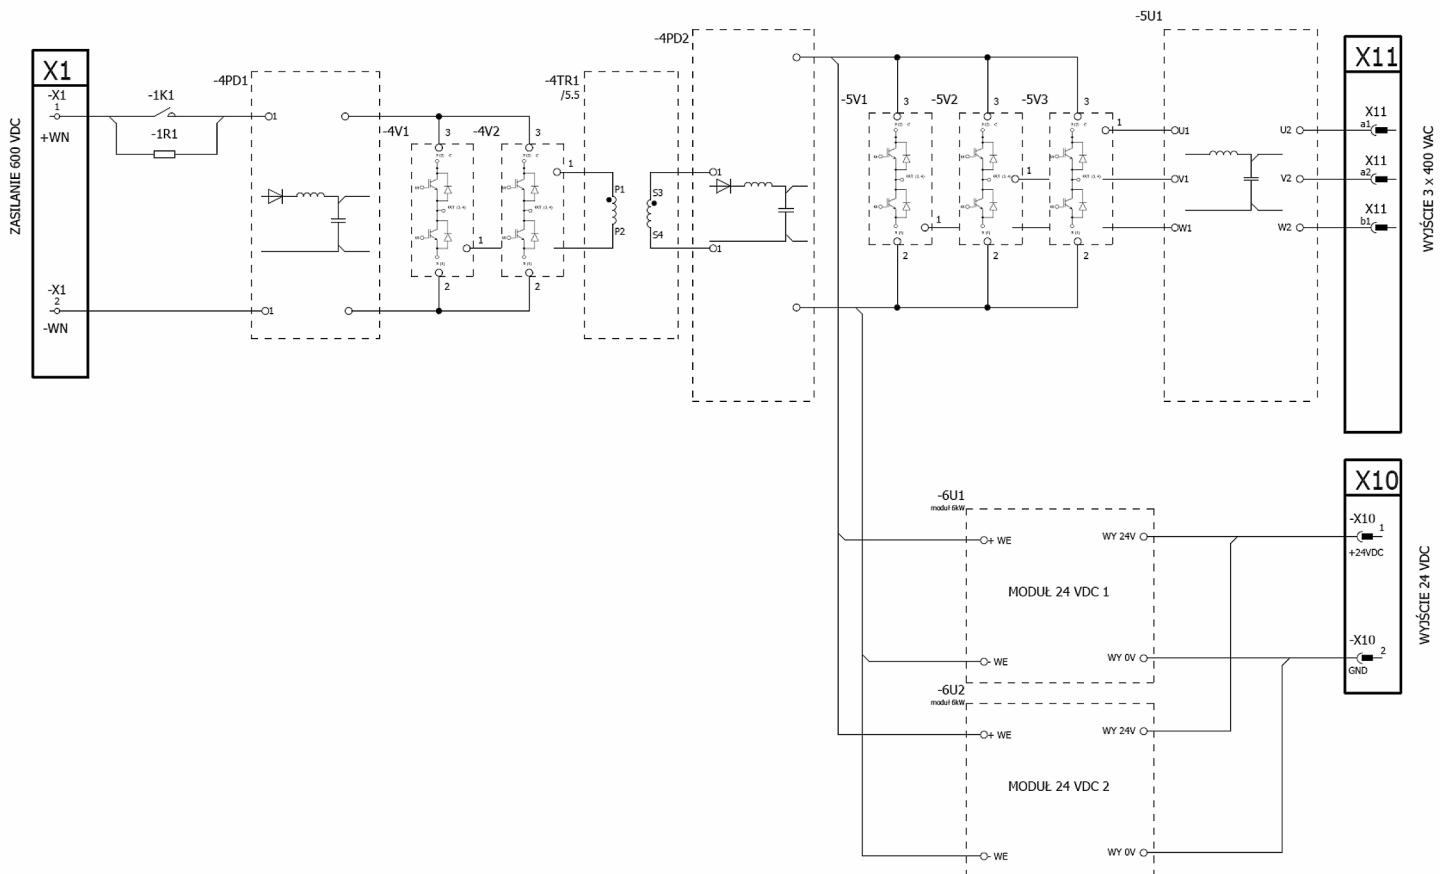 ZASILANIE 600 VDC
X1
-X1
1
+WN
-X1
2
-WN
-1K1
-1R1
-4PD1
1
1
-4V1
3
1
2
-4V2
3
1
2
-4TR1
/5.5
P1
P2
S3
S4
-4PD2
1
1
-5V1
3
1
2
-5V2
3
1
2
-5V3
3
1
2
-5U1
U1
V1
W1
U2
V2
W2
X11
X11
a1
X11
a2
X11
b1
WYJŚCIE 3 x 400 VAC
-6U1
moduł 6kW
+ WE
- WE
WY 24V
MODUŁ 24 VDC 1
WY 0V
-6U2
moduł 6kW
+ WE
- WE
WY 24V
MODUŁ 24 VDC 2
WY 0V
X10
-X10
1
+24VDC
-X10
2
GND
WYJŚCIE 24 VDC